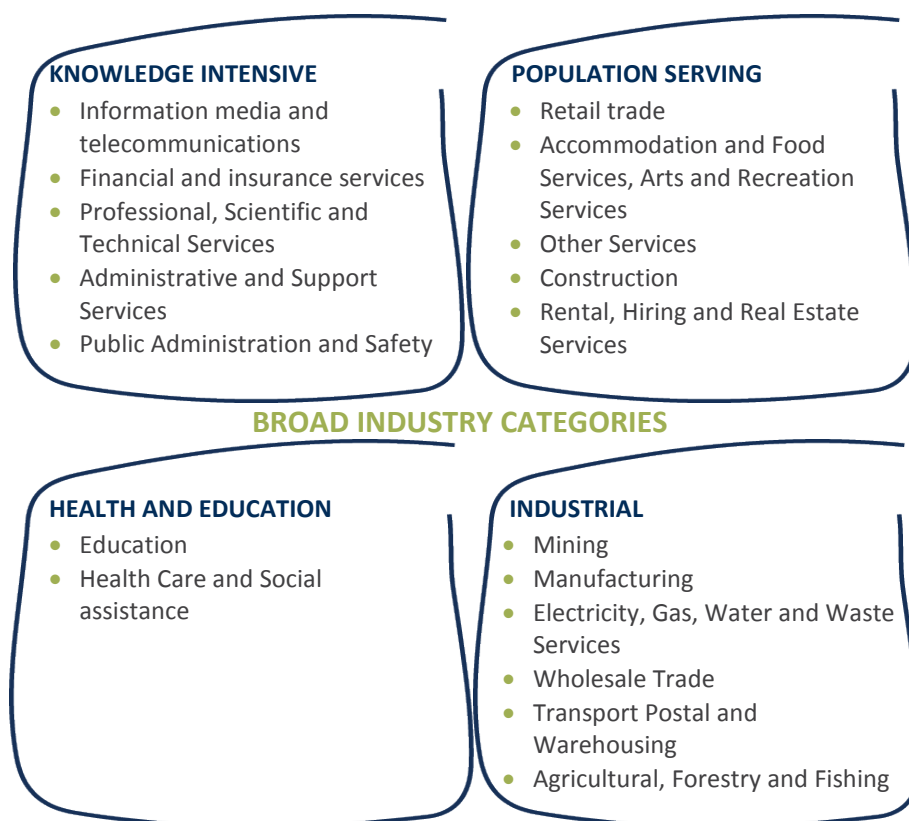 KNOWLEDGE INTENSIVE
• Information media and
telecommunications
• Financial and insurance services
• Professional, Scientific and
Technical Services
• Administrative and Support
Services
• Public Administration and Safety
POPULATION SERVING
• Retail trade
• Accommodation and Food
Services, Arts and Recreation
Services
• Other Services
• Construction
• Rental, Hiring and Real Estate
Services
BROAD INDUSTRY CATEGORIES
HEALTH AND EDUCATION
• Education
• Health Care and Social
assistance
INDUSTRIAL
• Mining
• Manufacturing
• Electricity, Gas, Water and Waste
Services
• Wholesale Trade
• Transport Postal and
Warehousing
• Agricultural, Forestry and Fishing